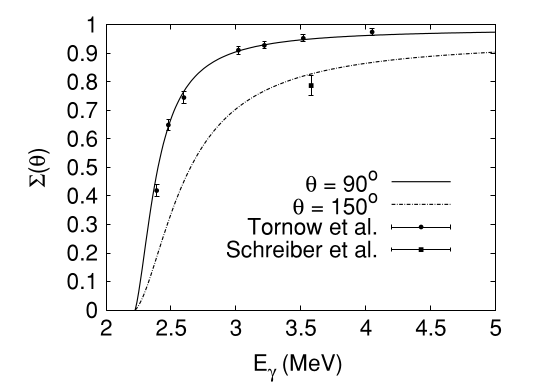 1
0.9
0.8
0.7
0.6
0.5
0.4
0.3
0.2
0.1
0
Σ(θ)
θ = 90°
θ = 150°
Tornow et al.
Schreiber et al.
2 2.5 3 3.5 4 4.5 5
Eγ (MeV)